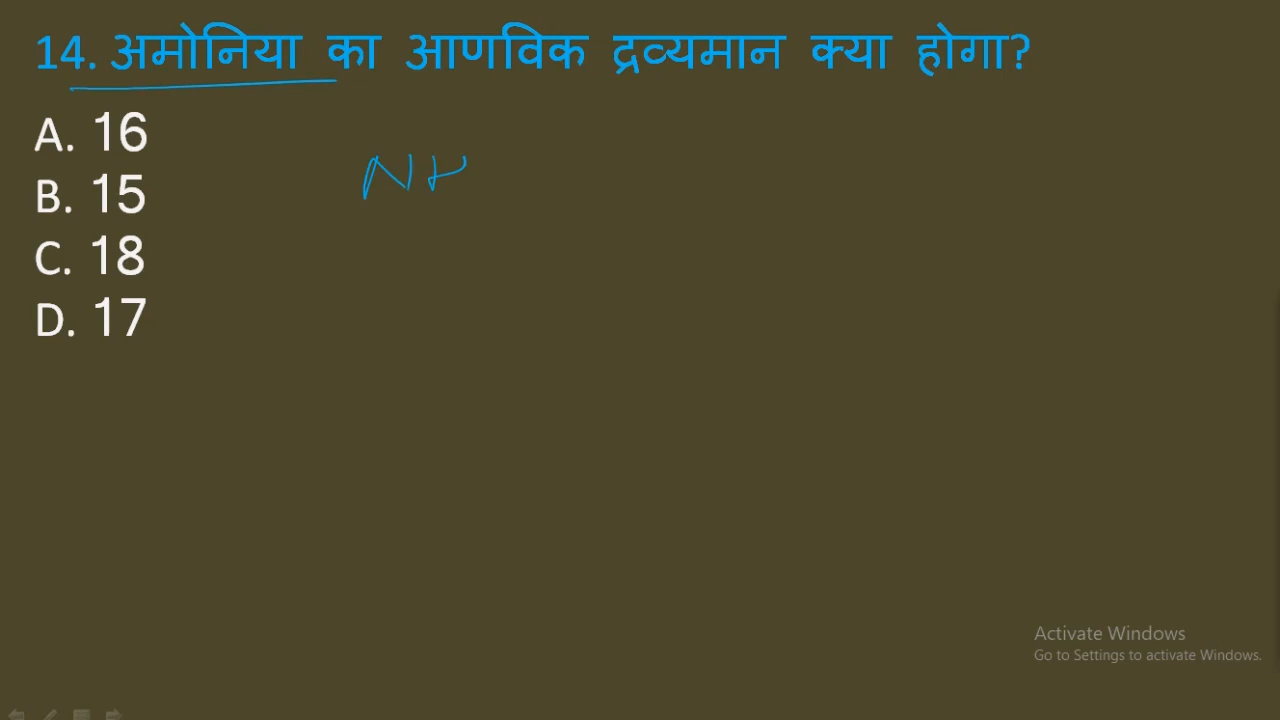 14. अमोनिया का आणविक द्रव्यमान क्या होगा?
A. 16
B. 15
C. 18
D. 17
NH
Activate Windows
Go to Settings to activate Windows.